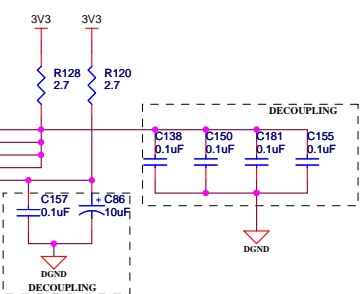 3V3 3V3
R128 R120
2.7 2.7
DECOUPLING
C138 C150 C181 C155
0.1uF 0.1uF 0.1uF 0.1uF
C157 + C86
0.1uF 10uF
DGND
DGND
DECOUPLING